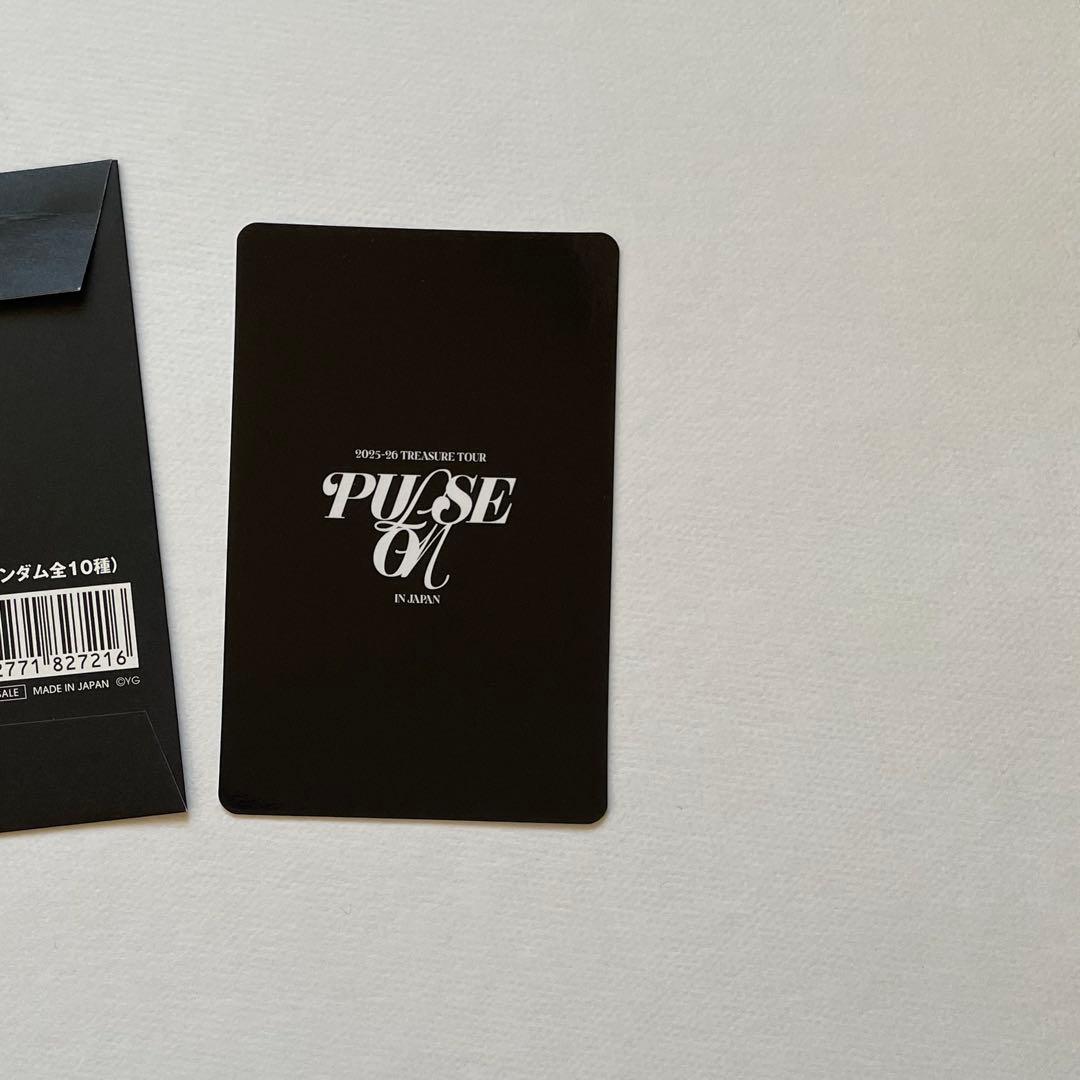 ンダム全10種)
2771 827216
SALE MADE IN JAPAN ©YG
2025-26 TREASURE TOUR
PULSE
ON
IN JAPAN